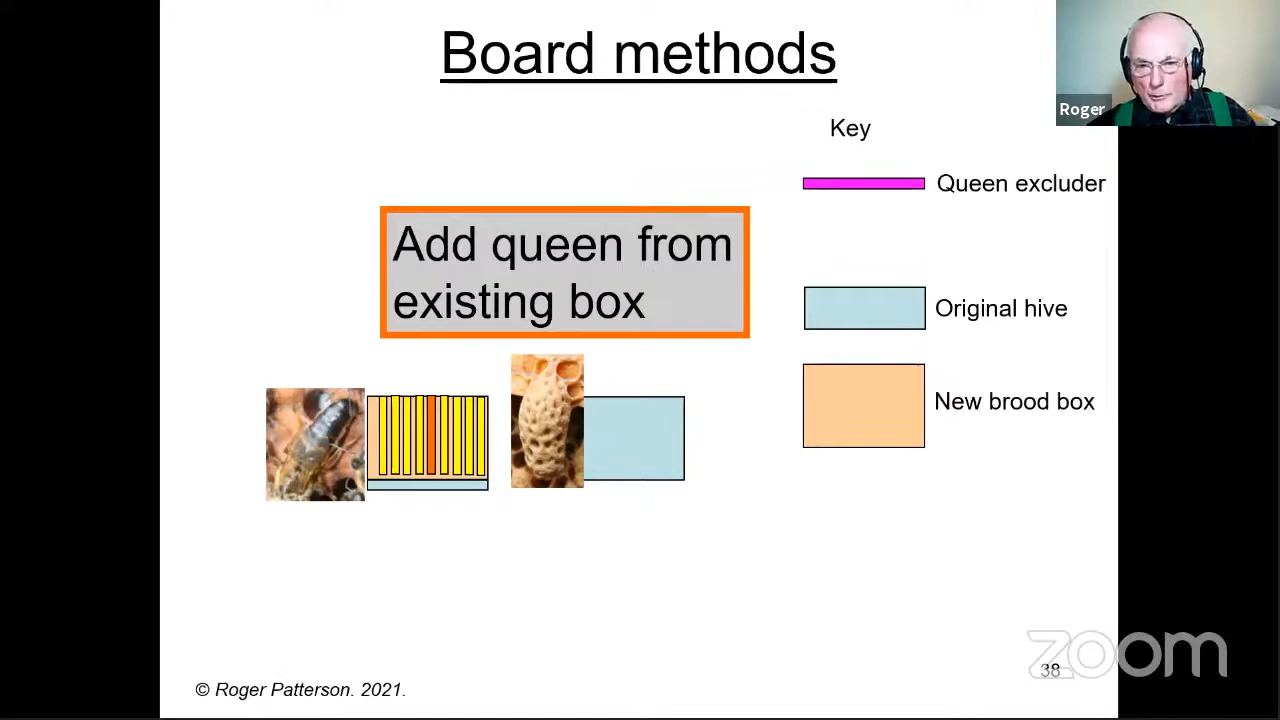 Board methods
Roger
Key
Queen excluder
Add queen from
existing box
Original hive
New brood box
zoom
38
© Roger Patterson. 2021.